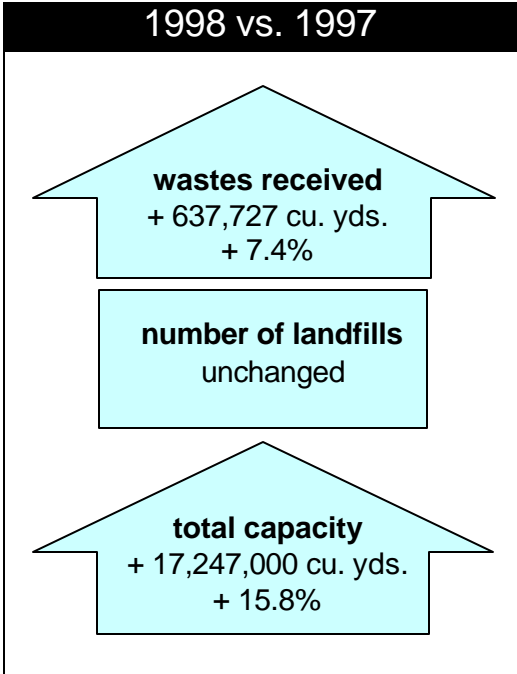 1998 vs. 1997
wastes received
+ 637,727 cu. yds.
+ 7.4%
number of landfills
unchanged
total capacity
+ 17,247,000 cu. yds.
+ 15.8%